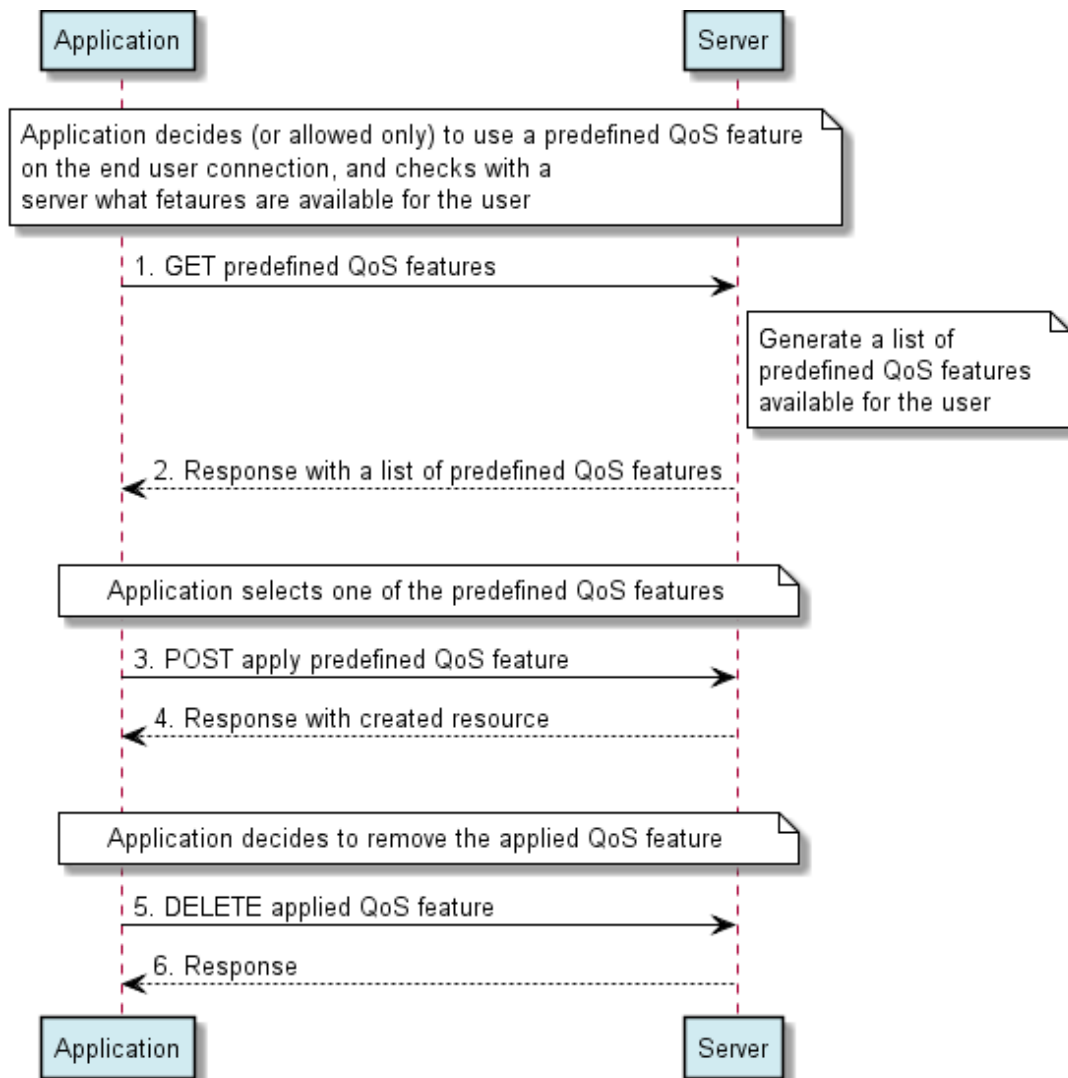 Application
Server
Application decides (or allowed only) to use a predefined QoS feature
on the end user connection, and checks with a
server what fetaures are available for the user
1. GET predefined QoS features
Generate a list of
predefined QoS features
available for the user
2. Response with a list of predefined QoS features
Application selects one of the predefined QoS features
3. POST apply predefined QoS feature
4. Response with created resource
Application decides to remove the applied QoS feature
5. DELETE applied QoS feature
6. Response
Application
Server